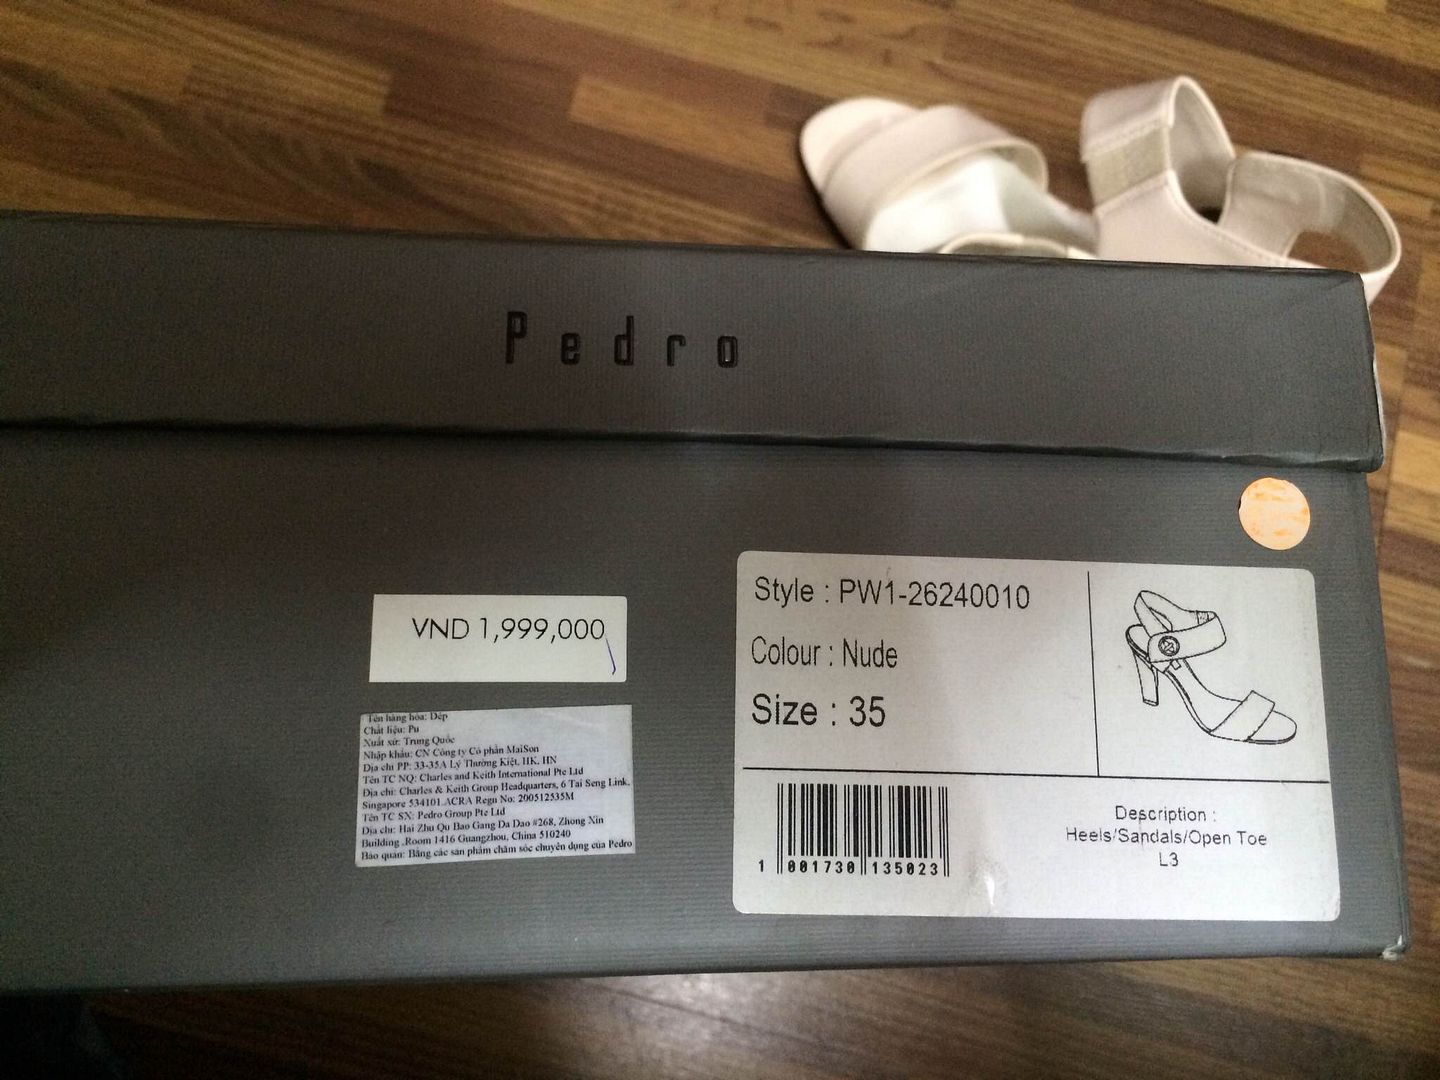 Pedro
VND 1,999,000
Tên hàng hóa: Dép
Chất liệu: Pu
Xuất xứ: Trung Quốc
Nhập khẩu: CN Công ty Cổ phần MaiSon
Địa chỉ PP: 33-35A Lý Thường Kiệt, HK, HN
Tên TC NQ: Charles and Keith International Pte Ltd
Địa chỉ: Charles & Keith Group Headquarters, 6 Tai Seng Link,
Singapore 534101.ACRA Regn No: 200512535M
Tên TC SX: Pedro Group Pte Ltd
Địa chỉ: Hai Zhu Qu Bao Gang Da Dao #268, Zhong Xin
Building .Room 1416 Guangzhou, China 510240
Bảo quản: Bằng các sản phẩm chăm sóc chuyên dụng của Pedro
Style : PW1-26240010
Colour : Nude
Size : 35
1 001730 135023
Description :
Heels/Sandals/Open Toe
L3